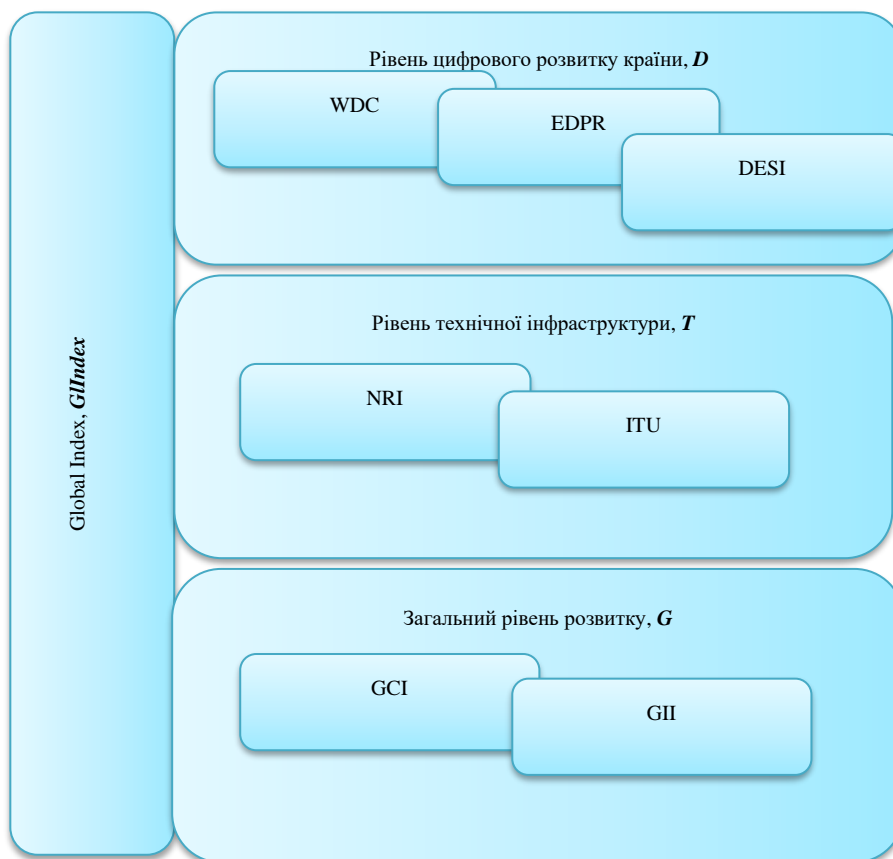 Global Index, GlIndex
Рівень цифрового розвитку країни, D
WDC
EDPR
DESI
Рівень технічної інфраструктури, T
NRI
ITU
Загальний рівень розвитку, G
GCI
GII